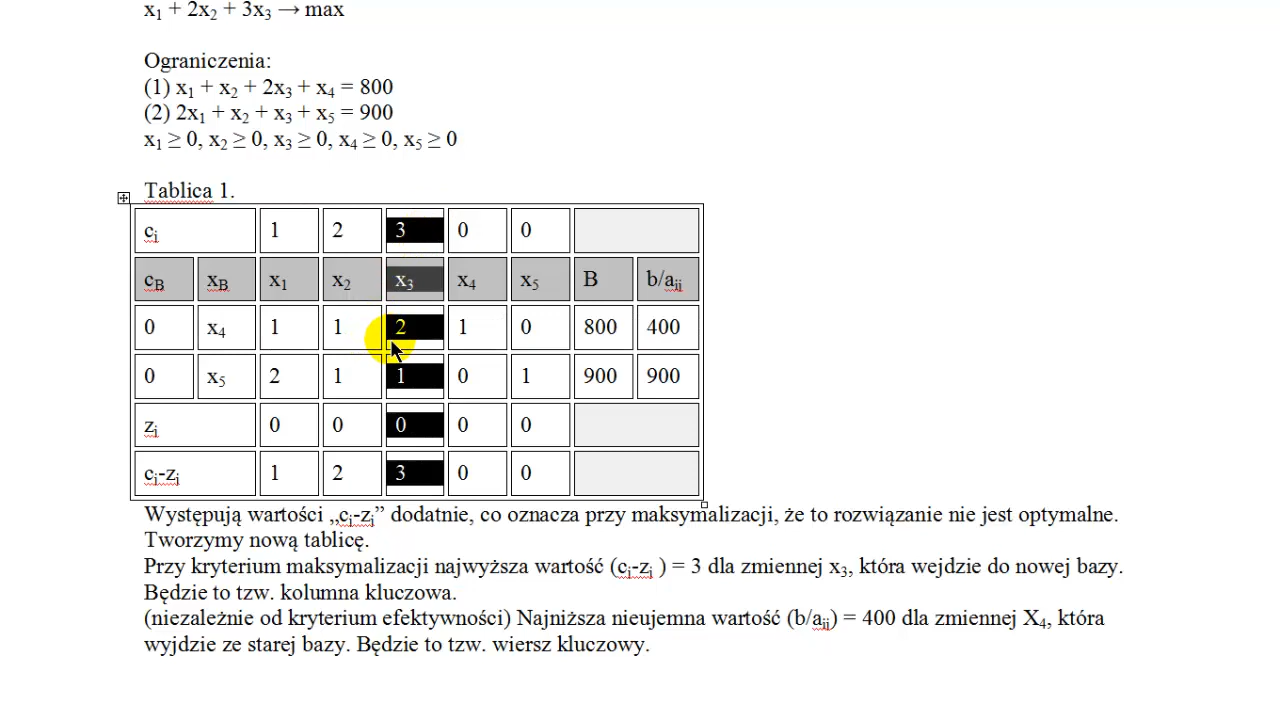 x₁ + 2x₂ + 3x₃ → max
Ograniczenia:
(1) x₁ + x₂ + 2x₃ + x₄ = 800
(2) 2x₁ + x₂ + x₃ + x₅ = 900
x₁ ≥ 0, x₂ ≥ 0, x₃ ≥ 0, x₄ ≥ 0, x₅ ≥ 0
Tablica 1.
cⱼ 1 2 3 0 0
c_B x_B x₁ x₂ x₃ x₄ x₅ B b/aᵢⱼ
0 x₄ 1 1 2 1 0 800 400
0 x₅ 2 1 1 0 1 900 900
zⱼ 0 0 0 0 0
cⱼ-zⱼ 1 2 3 0 0
Występują wartości „cⱼ-zⱼ” dodatnie, co oznacza przy maksymalizacji, że to rozwiązanie nie jest optymalne.
Tworzymy nową tablicę.
Przy kryterium maksymalizacji najwyższa wartość (cⱼ-zⱼ ) = 3 dla zmiennej x₃, która wejdzie do nowej bazy.
Będzie to tzw. kolumna kluczowa.
(niezależnie od kryterium efektywności) Najniższa nieujemna wartość (b/aᵢⱼ) = 400 dla zmiennej X₄, która
wyjdzie ze starej bazy. Będzie to tzw. wiersz kluczowy.